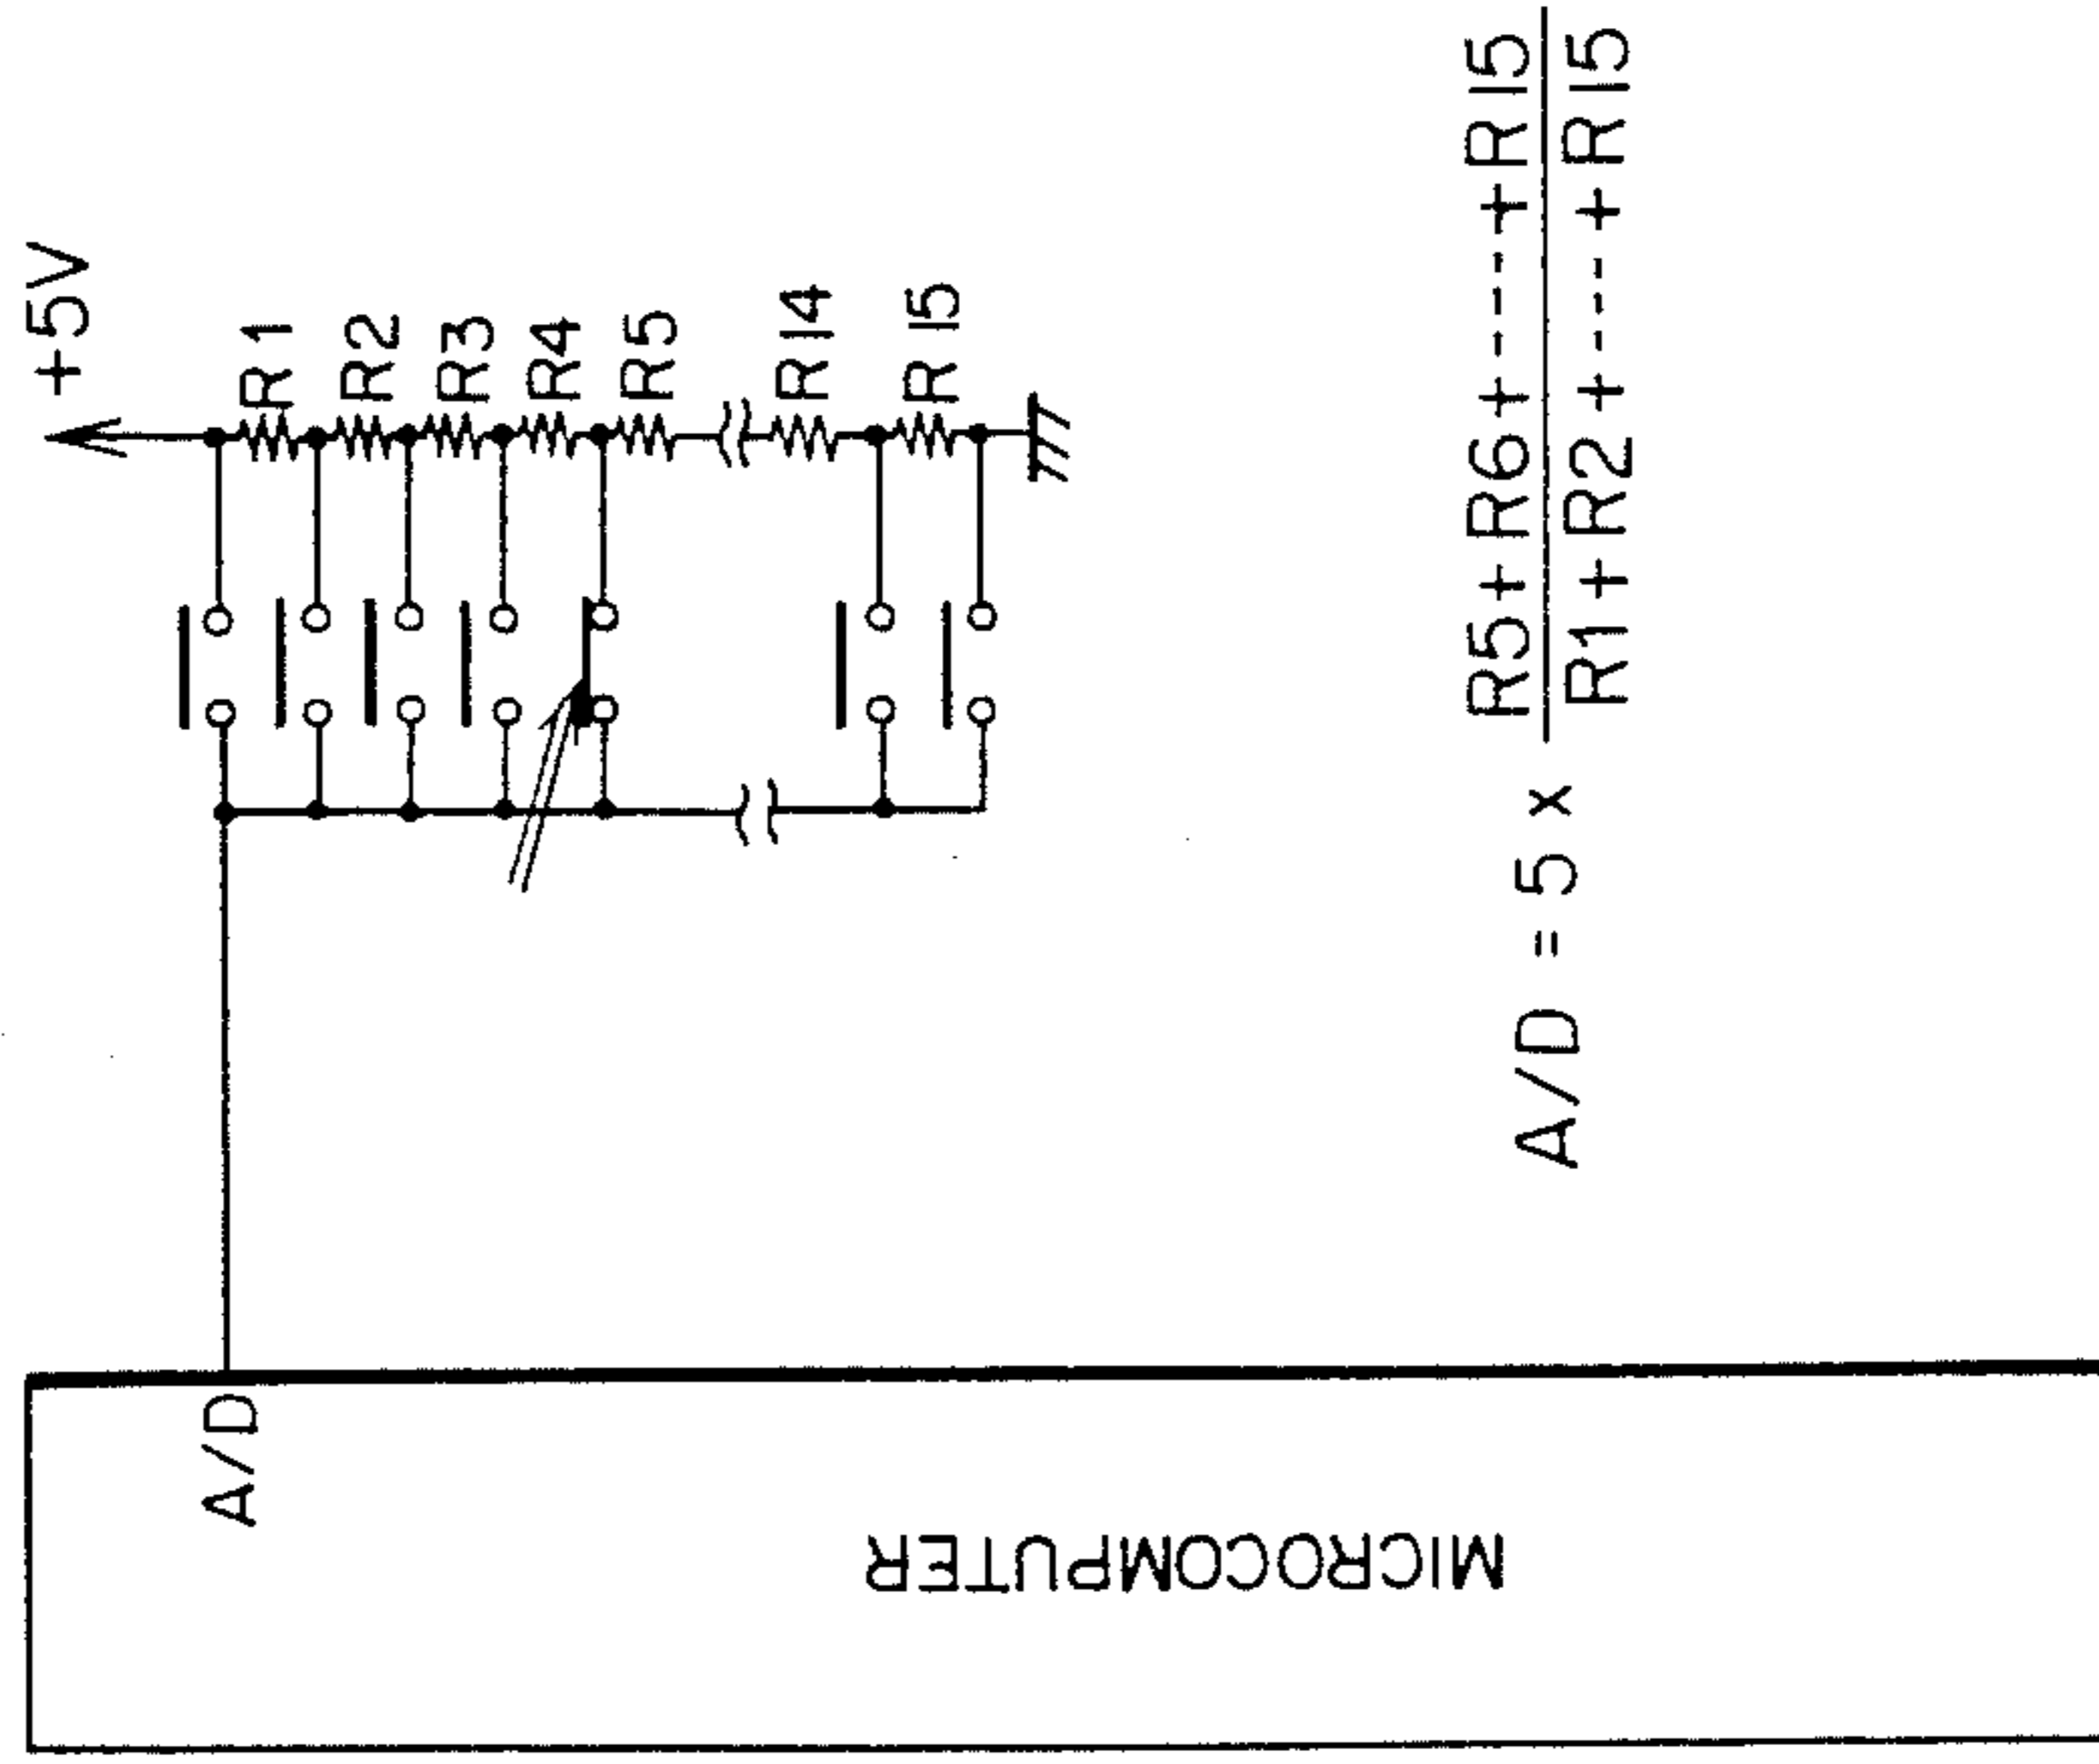 +5V
R1
R2
R3
R4
R5
R14
R15
A/D
MICROCOMPUTER
A/D = 5 x
R5+R6+----+R15
R1+R2+---+R15